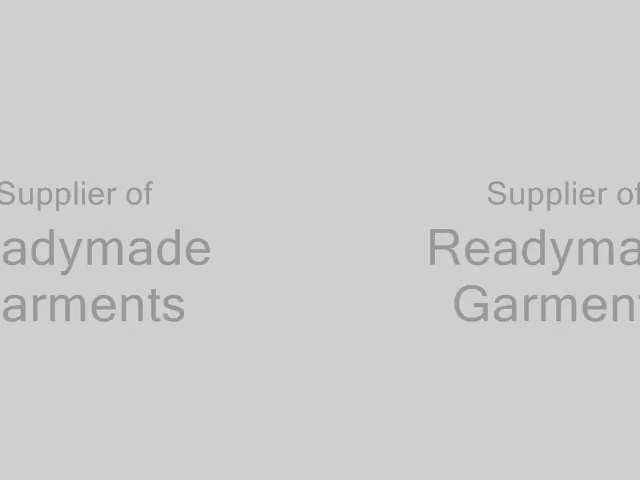 Supplier of
adymade
arments
Supplier of
Readyma
Garment